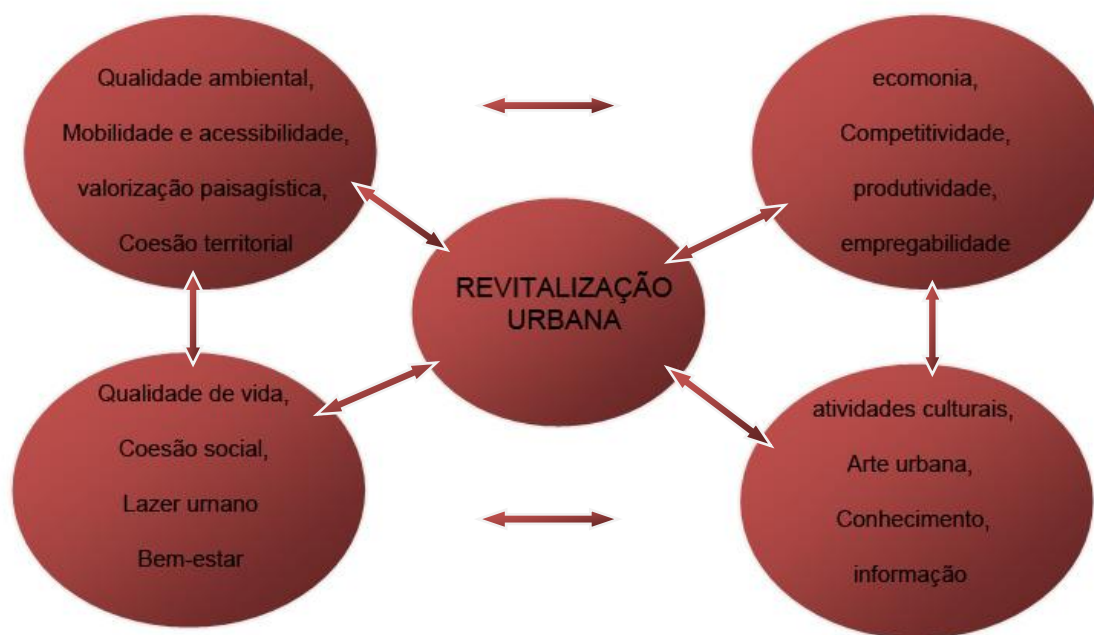 Qualidade ambiental,
Mobilidade e acessibilidade,
valorização paisagística,
Coesão territorial
ecomonia,
Competitividade,
produtividade,
empregabilidade
REVITALIZAÇÃO
URBANA
Qualidade de vida,
Coesão social,
Lazer urnano
Bem-estar
atividades culturais,
Arte urbana,
Conhecimento,
informação